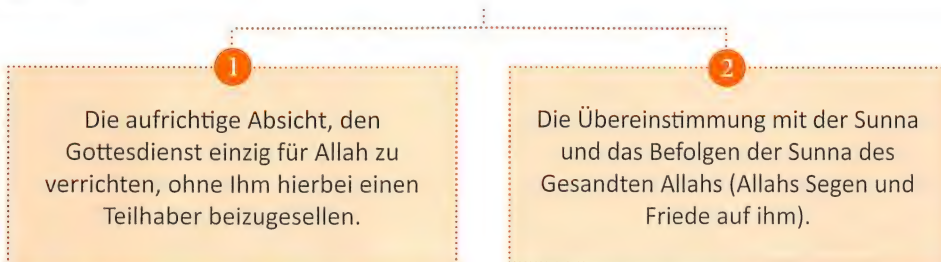 1
Die aufrichtige Absicht, den
Gottesdienst einzig für Allah zu
verrichten, ohne Ihm hierbei einen
Teilhaber beizugesellen.
2
Die Übereinstimmung mit der Sunna
und das Befolgen der Sunna des
Gesandten Allahs (Allahs Segen und
Friede auf ihm).